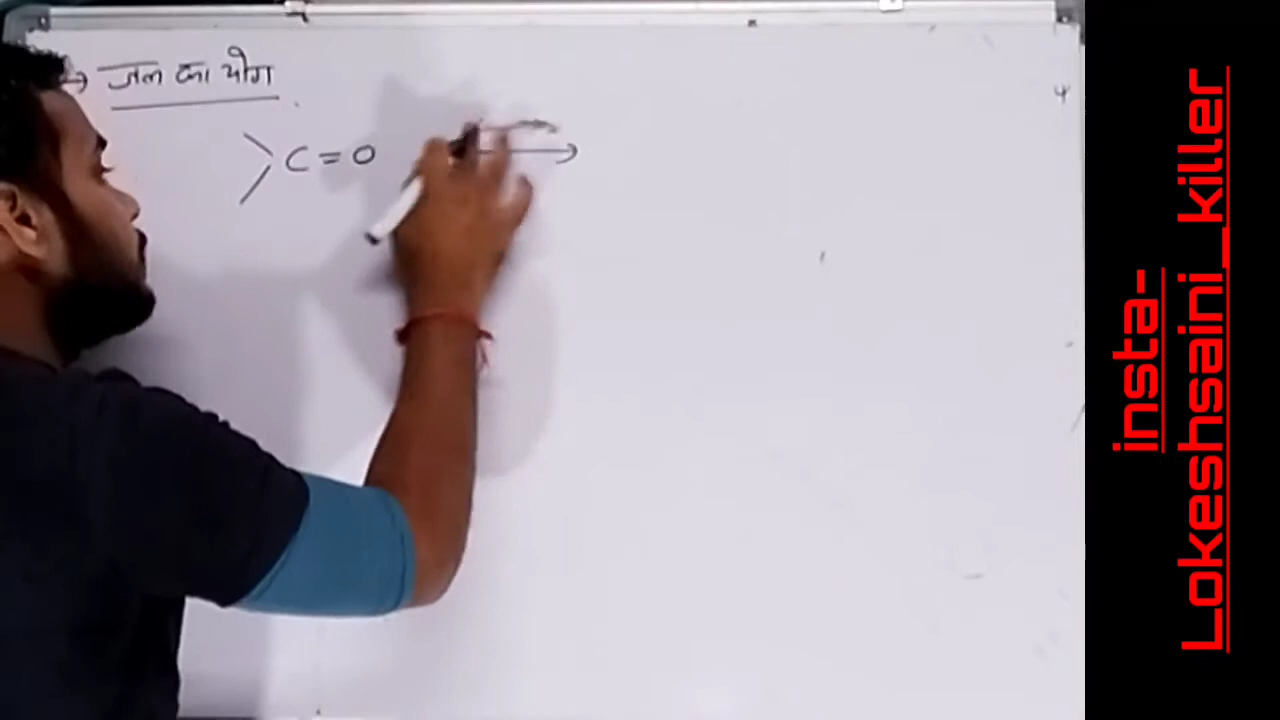 → जल का योग
>C=O
insta-
Lokeshsaini_killer